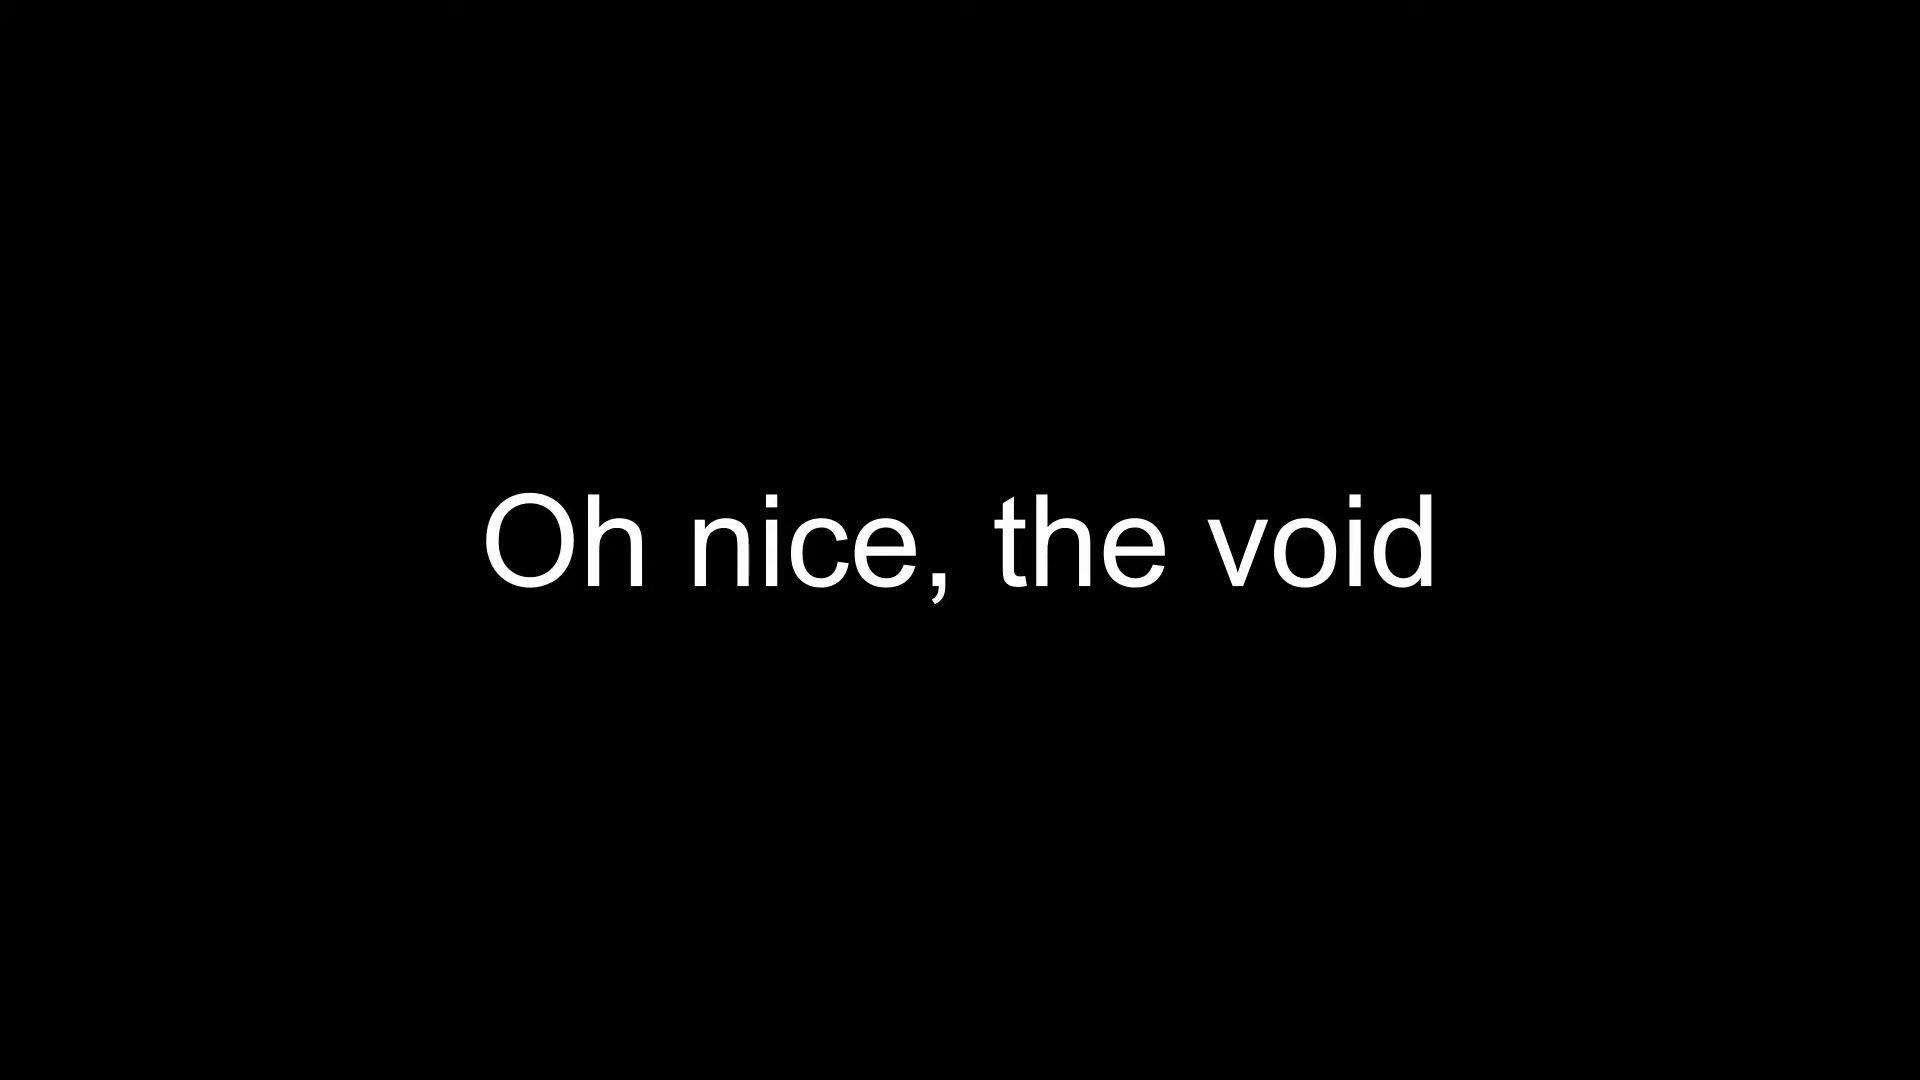 Oh nice, the void